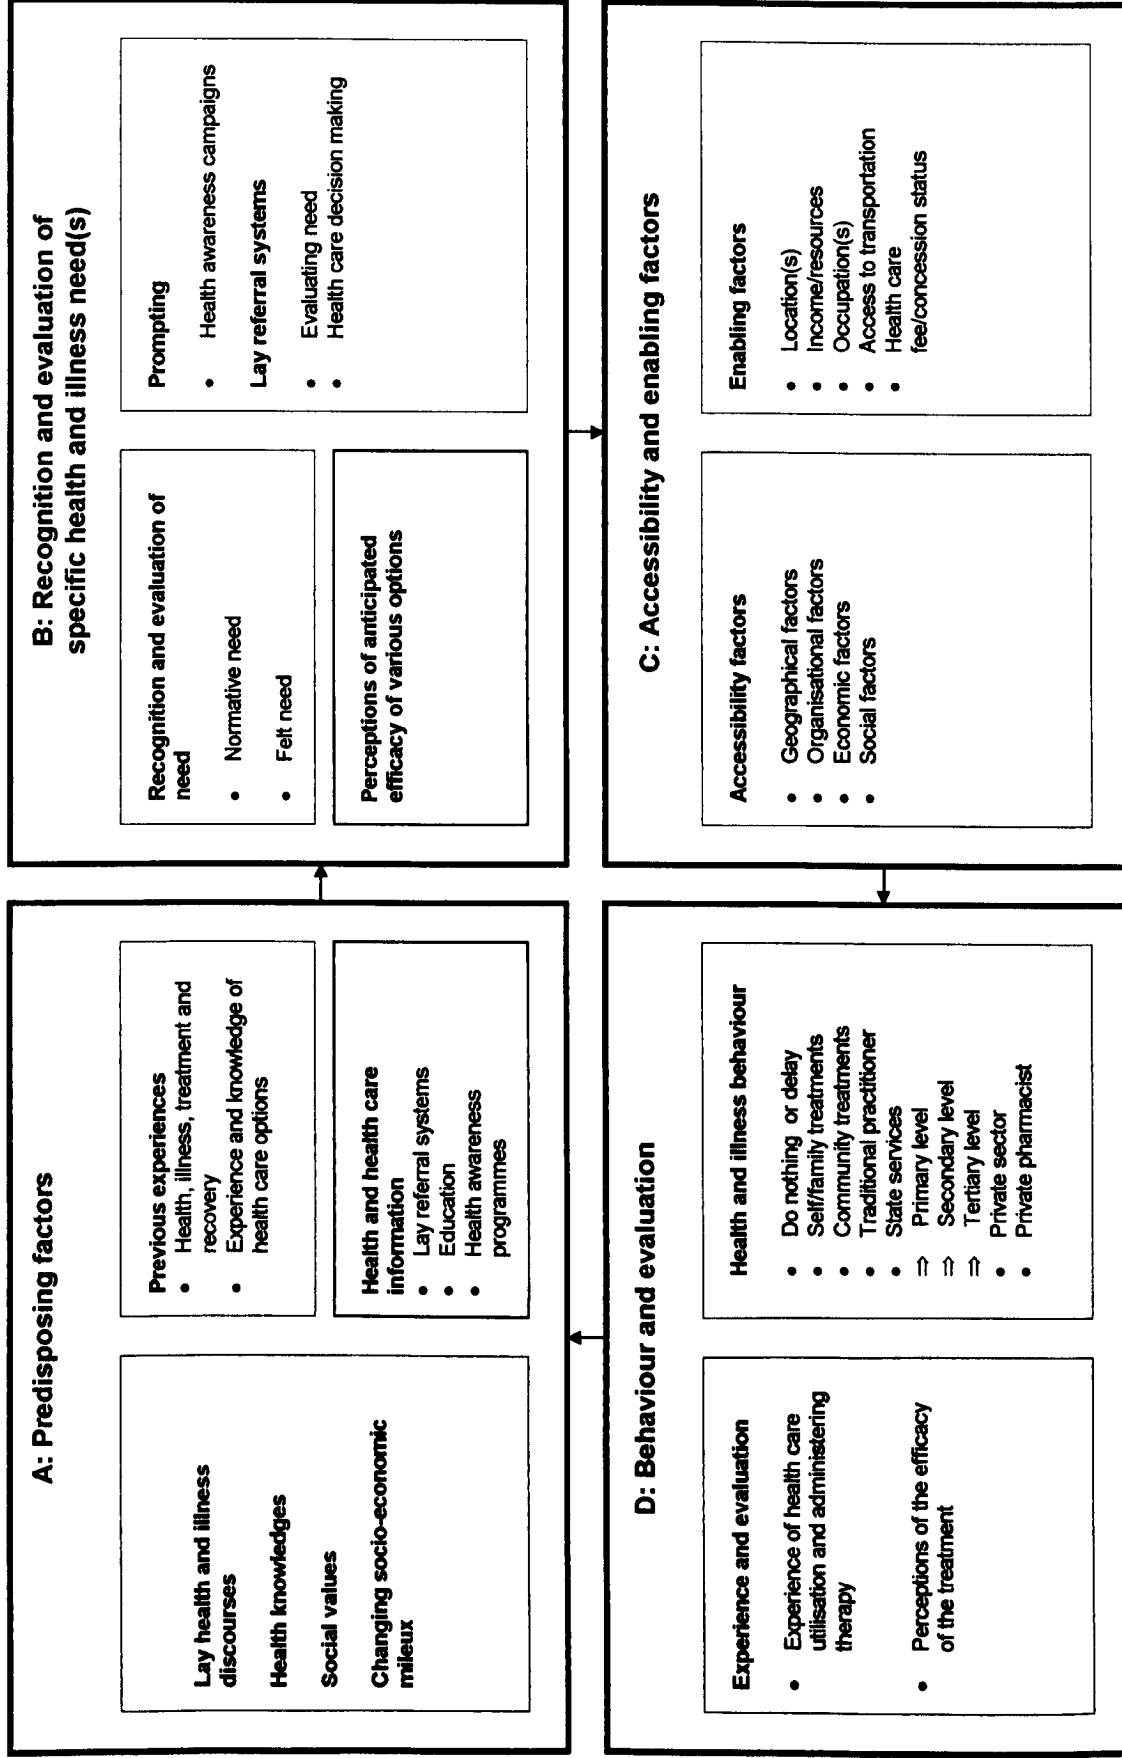 A: Predisposing factors
Lay health and illness
discourses
Health knowledges
Social values
Changing socio-economic
mileux
Previous experiences
• Health, illness, treatment and
recovery
• Experience and knowledge of
health care options
Health and health care
information
• Lay referral systems
• Education
• Health awareness
programmes
B: Recognition and evaluation of
specific health and illness need(s)
Recognition and evaluation of
need
• Normative need
• Felt need
Perceptions of anticipated
efficacy of various options
Prompting
• Health awareness campaigns
Lay referral systems
• Evaluating need
• Health care decision making
C: Accessibility and enabling factors
Accessibility factors
• Geographical factors
• Organisational factors
• Economic factors
• Social factors
Enabling factors
• Location(s)
• Income/resources
• Occupation(s)
• Access to transportation
• Health care
fee/concession status
D: Behaviour and evaluation
Experience and evaluation
• Experience of health care
utilisation and administering
therapy
• Perceptions of the efficacy
of the treatment
Health and illness behaviour
• Do nothing or delay
• Self/family treatments
• Community treatments
• Traditional practitioner
• State services
⇒ Primary level
⇒ Secondary level
⇒ Tertiary level
• Private sector
• Private pharmacist